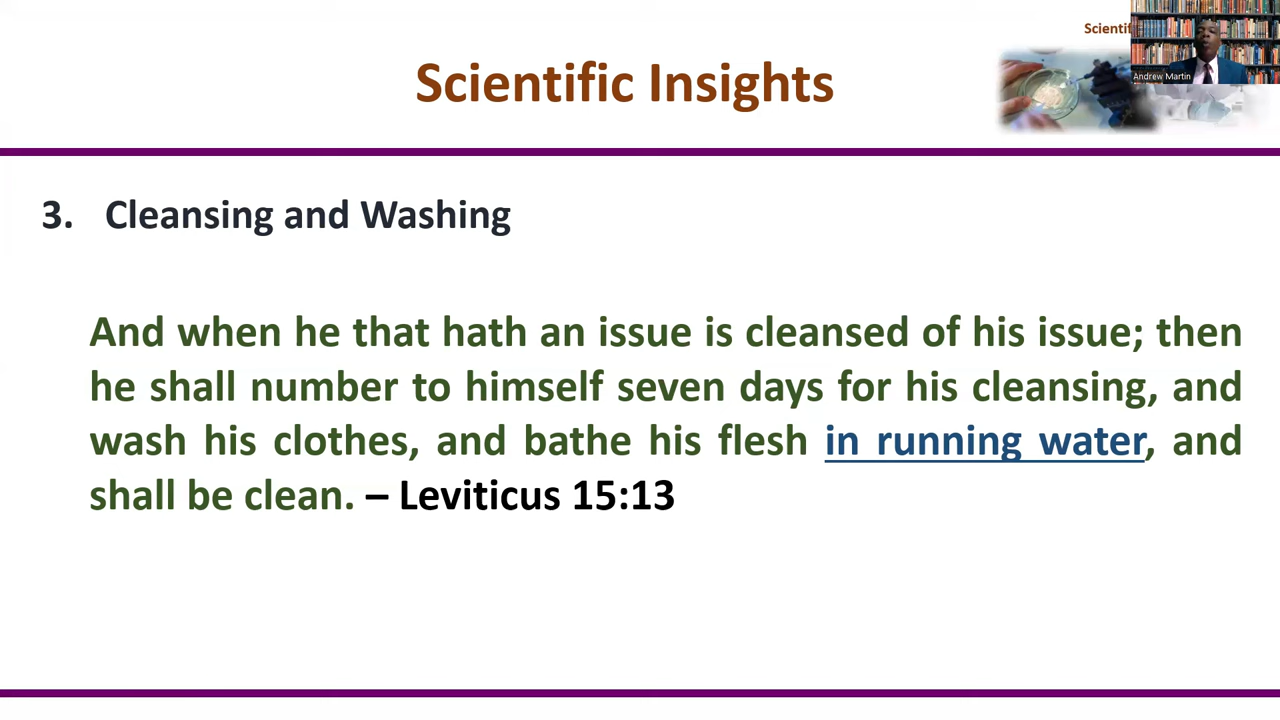 Scientif
Andrew Martin
Scientific Insights
3. Cleansing and Washing
And when he that hath an issue is cleansed of his issue; then
he shall number to himself seven days for his cleansing, and
wash his clothes, and bathe his flesh in running water, and
shall be clean. – Leviticus 15:13